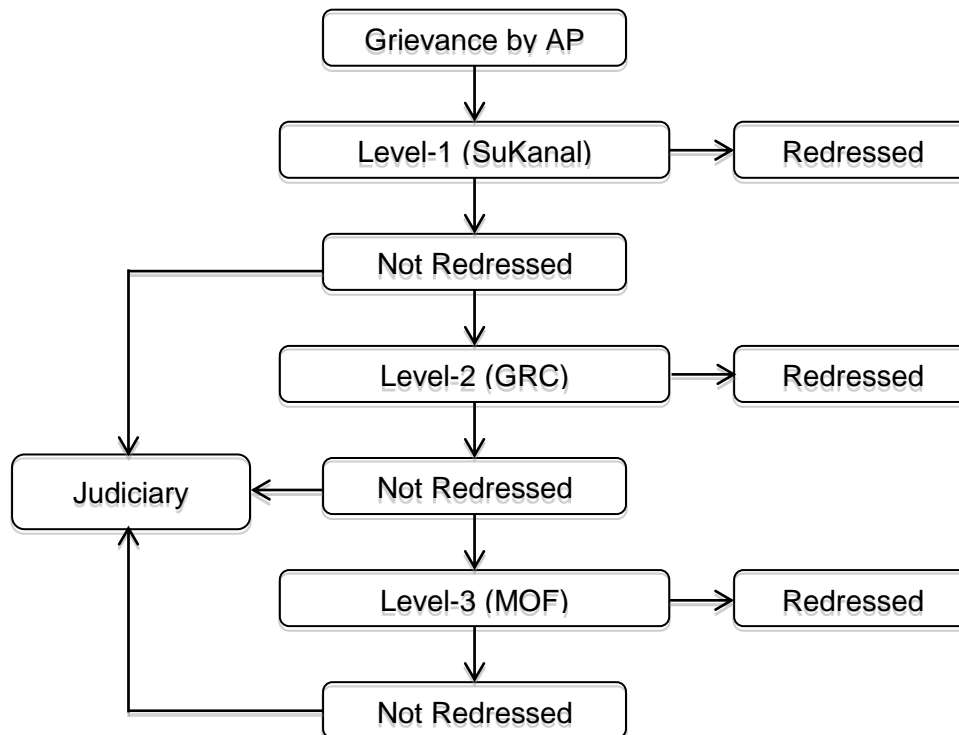 Grievance by AP
Level-1 (SuKanal)
Redressed
Not Redressed
Level-2 (GRC)
Redressed
Judiciary
Not Redressed
Level-3 (MOF)
Redressed
Not Redressed